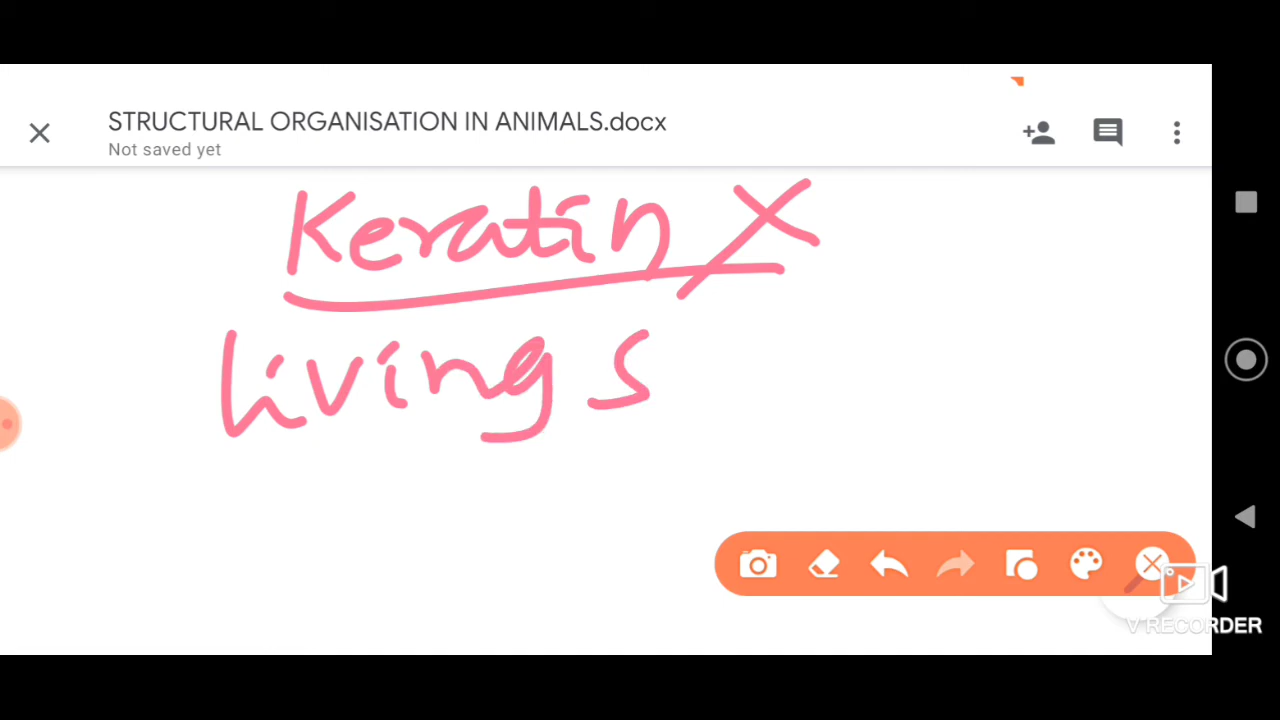 STRUCTURAL ORGANISATION IN ANIMALS.docx
Not saved yet
Keratin X
living s
V RECORDER